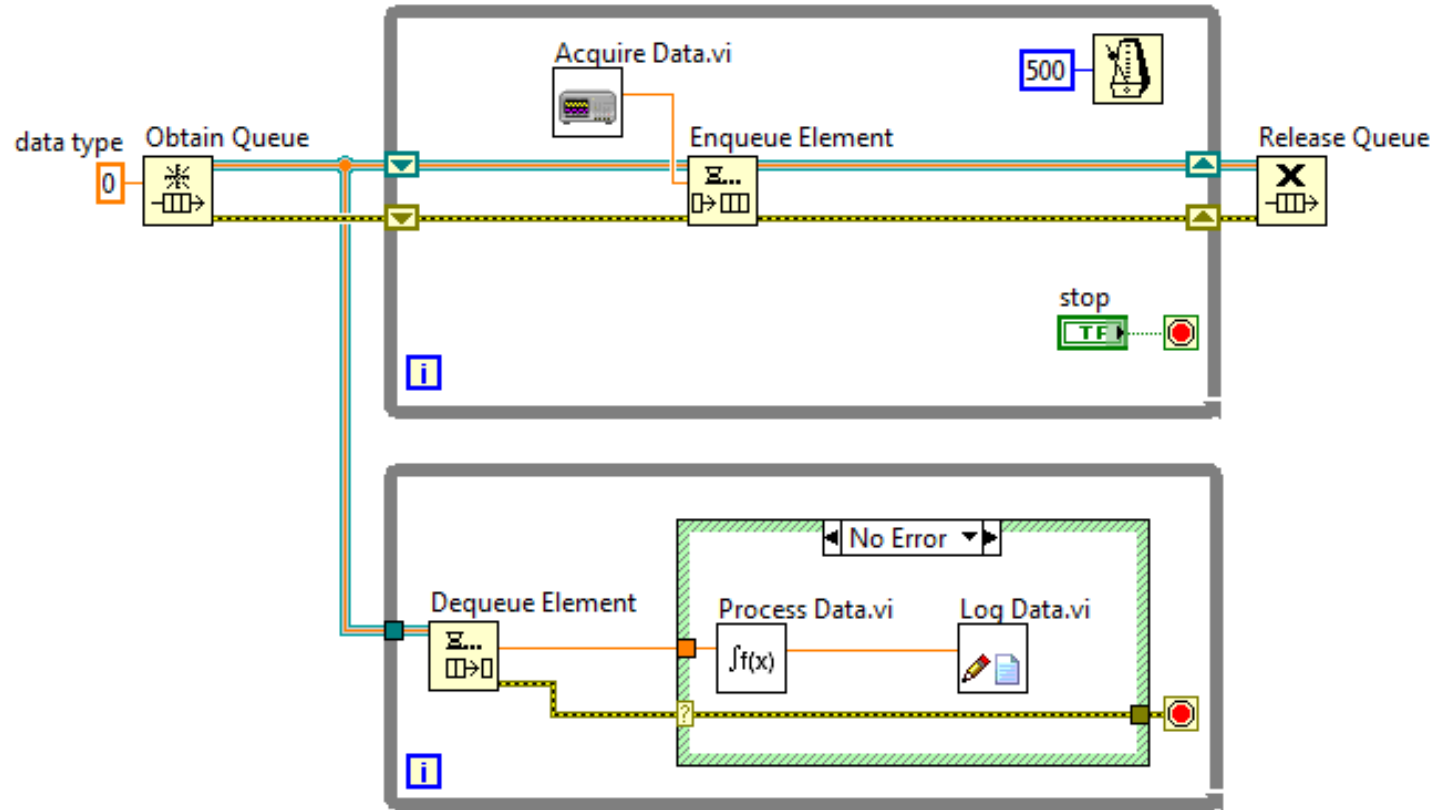 Acquire Data.vi
500
data type
Obtain Queue
Enqueue Element
Release Queue
0
stop
TF
i
No Error
Dequeue Element
Process Data.vi
Log Data.vi
∫f(x)
?
i